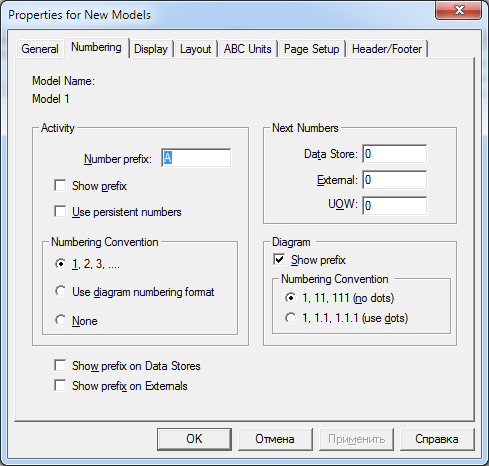 Properties for New Models
General Numbering Display Layout ABC Units Page Setup Header/Footer
Model Name:
Model 1
Activity
Number prefix: A
Show prefix
Use persistent numbers
Numbering Convention
1, 2, 3, ....
Use diagram numbering format
None
Next Numbers
Data Store: 0
External: 0
UOW: 0
Diagram
Show prefix
Numbering Convention
1, 11, 111 (no dots)
1, 1.1, 1.1.1 (use dots)
Show prefix on Data Stores
Show prefix on Externals
OK Отмена Применить Справка